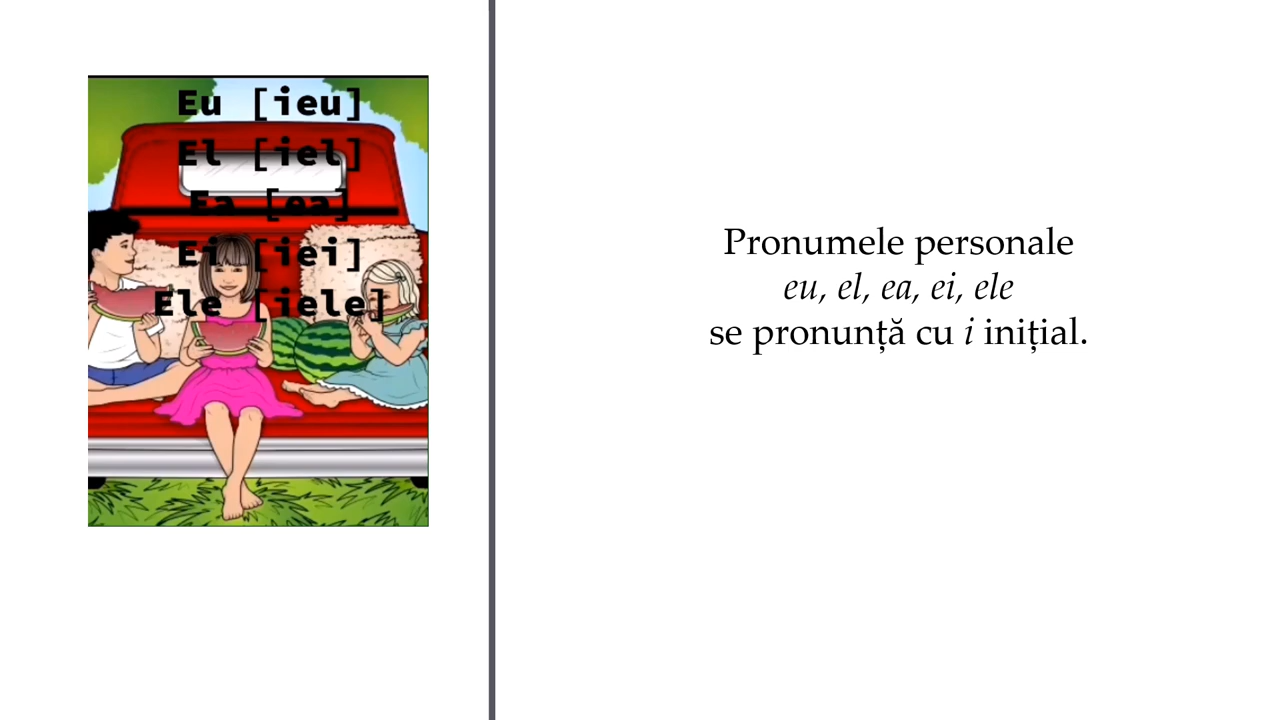 Eu [ieu]
El [iel]
Ea [ea]
Ei [iei]
Ele [iele]
Pronumele personale
eu, el, ea, ei, ele
se pronunță cu i inițial.